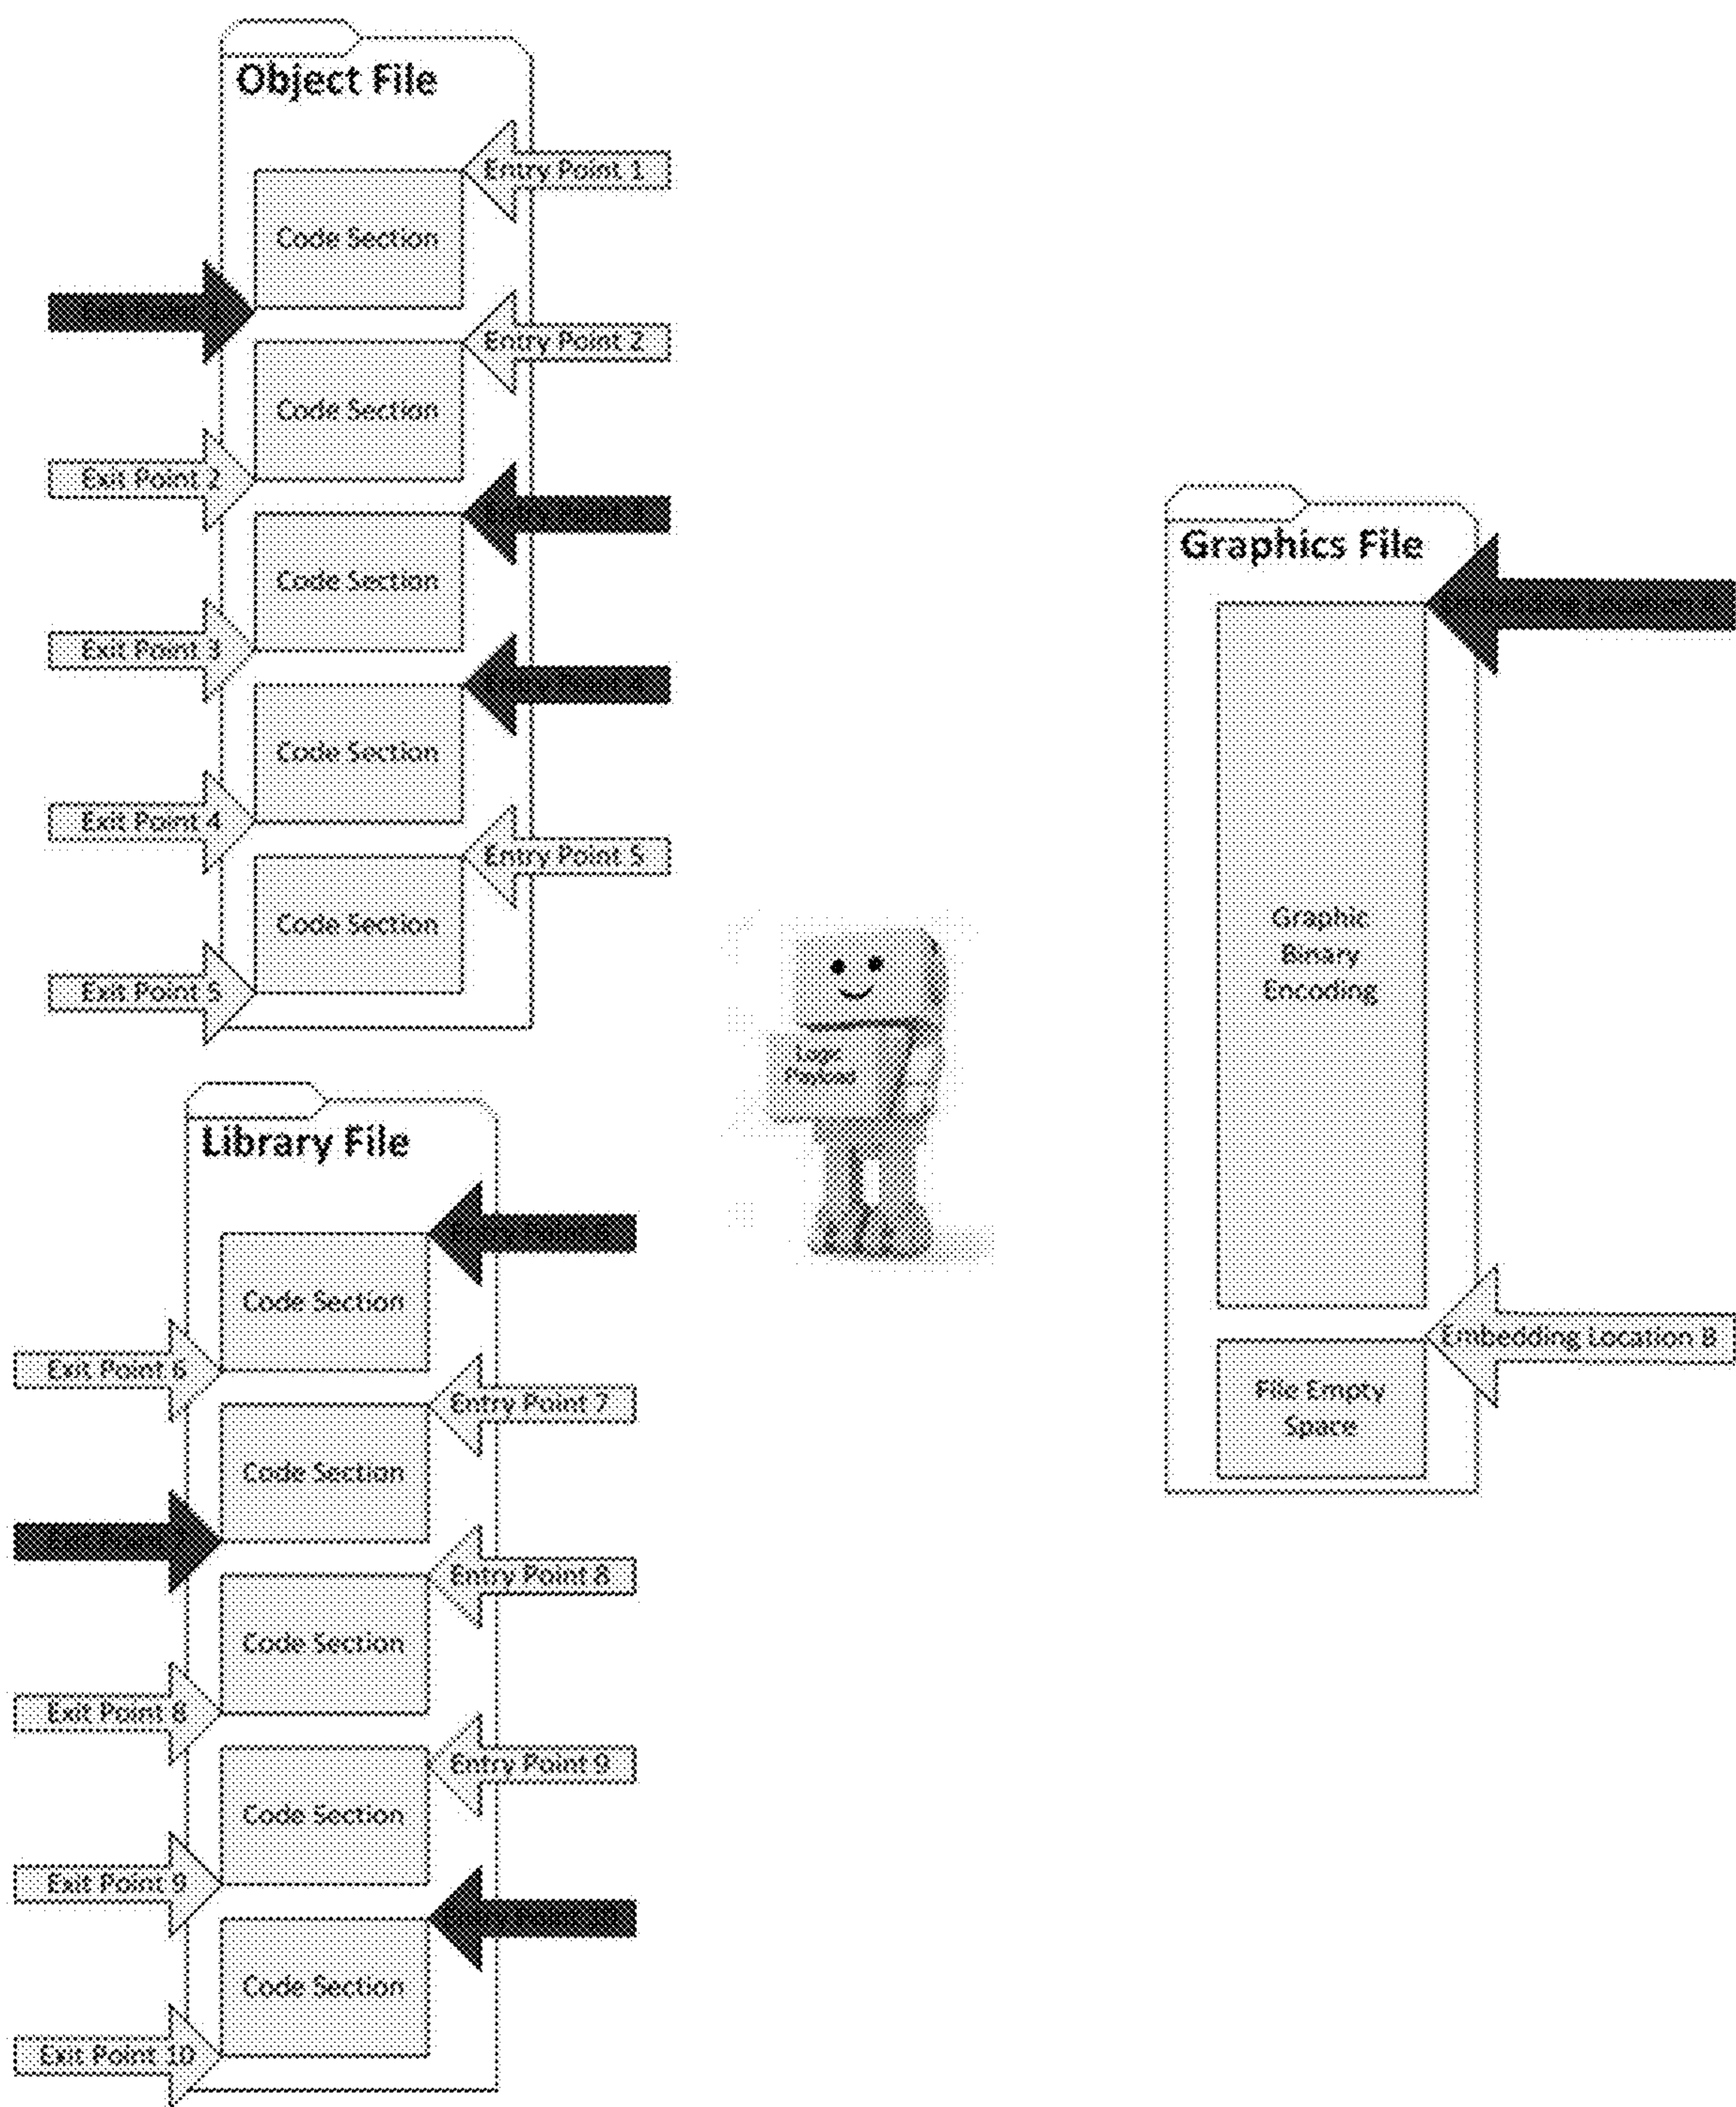 Object File
Entry Point 1
Code Section
Entry Point 2
Code Section
Exit Point 2
Code Section
Exit Point 3
Code Section
Exit Point 4
Entry Point 5
Code Section
Exit Point 5
Graphics File
Graphic
Binary
Encoding
Embedding Location B
File Empty
Space
Logic
Library File
Code Section
Exit Point 6
Entry Point 7
Code Section
Entry Point 8
Code Section
Exit Point 8
Entry Point 9
Code Section
Exit Point 9
Code Section
Exit Point 10